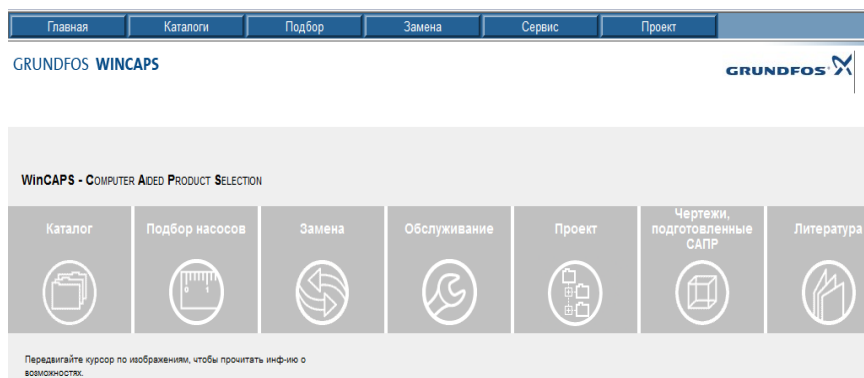 Главная Каталоги Подбор Замена Сервис Проект
GRUNDFOS WINCAPS
GRUNDFOS
WinCAPS - COMPUTER AIDED PRODUCT SELECTION
Каталог Подбор насосов Замена Обслуживание Проект Чертежи, подготовленные САПР Литература
0 1
Передвигайте курсор по изображениям, чтобы прочитать инф-ию о
возможностях.